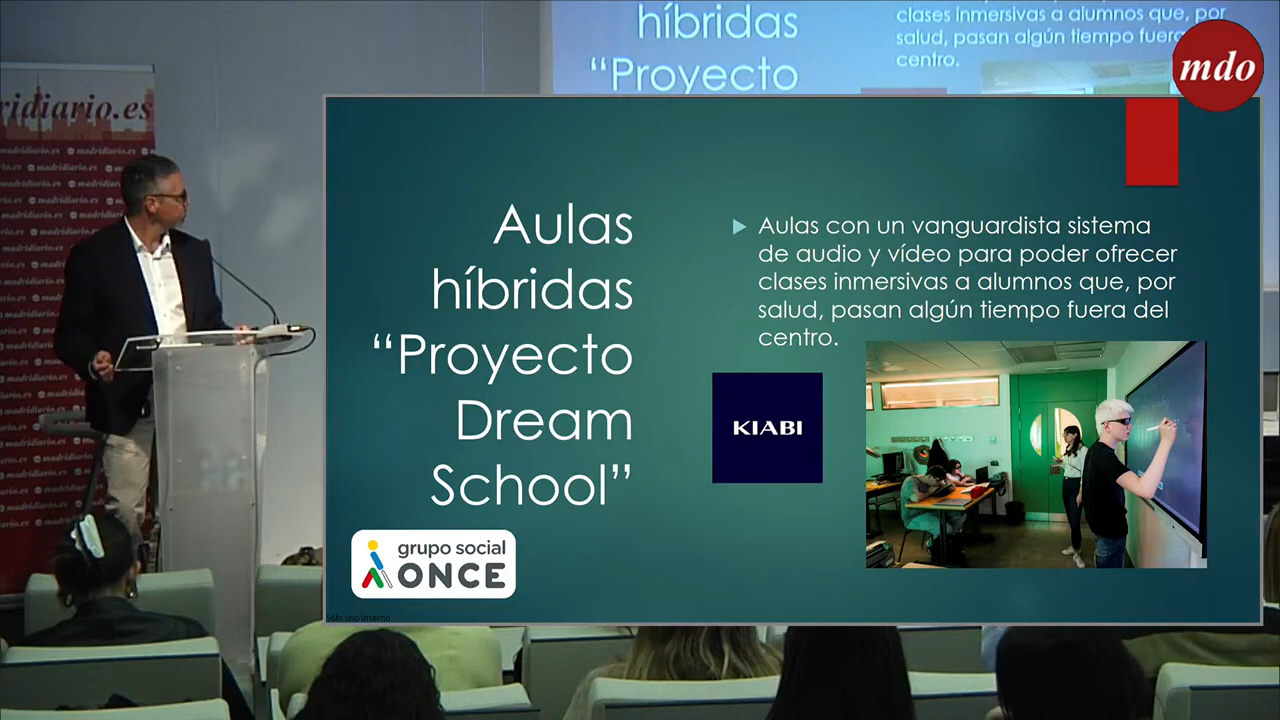 híbridas
“Proyecto
clases inmersivas a alumnos que, por
salud, pasan algún tiempo fuera
centro.
mdo
ridiario.es
madridiario.es
Aulas
híbridas
“Proyecto
Dream
School”
Aulas con un vanguardista sistema
de audio y vídeo para poder ofrecer
clases inmersivas a alumnos que, por
salud, pasan algún tiempo fuera del
centro.
KIABI
grupo social
ONCE
Sólo uso interno